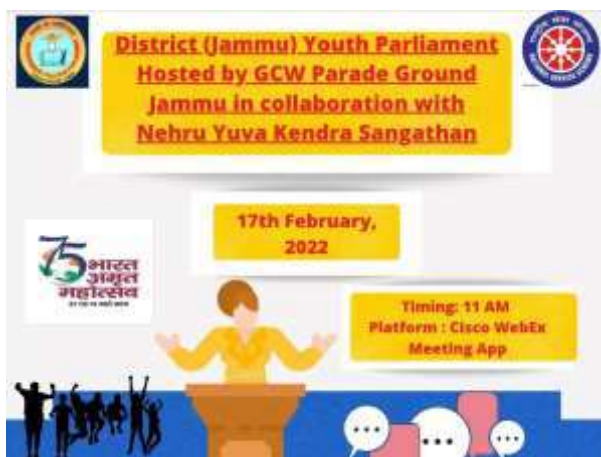 District (Jammu) Youth Parliament
Hosted by GCW Parade Ground
Jammu in collaboration with
Nehru Yuva Kendra Sangathan
17th February,
2022
75
भारत
अमृत
महोत्सव
Timing: 11 AM
Platform : Cisco WebEx
Meeting App